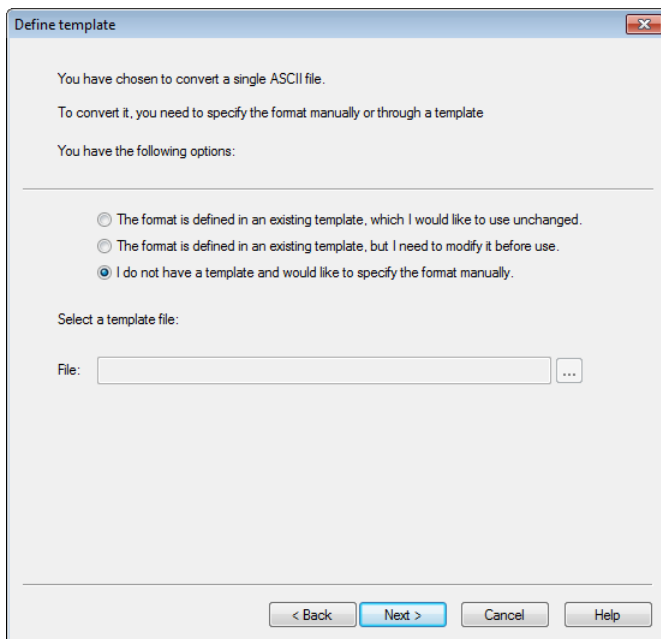 Define template
You have chosen to convert a single ASCII file.
To convert it, you need to specify the format manually or through a template
You have the following options:
The format is defined in an existing template, which I would like to use unchanged.
The format is defined in an existing template, but I need to modify it before use.
I do not have a template and would like to specify the format manually.
Select a template file:
File: ...
< Back Next > Cancel Help